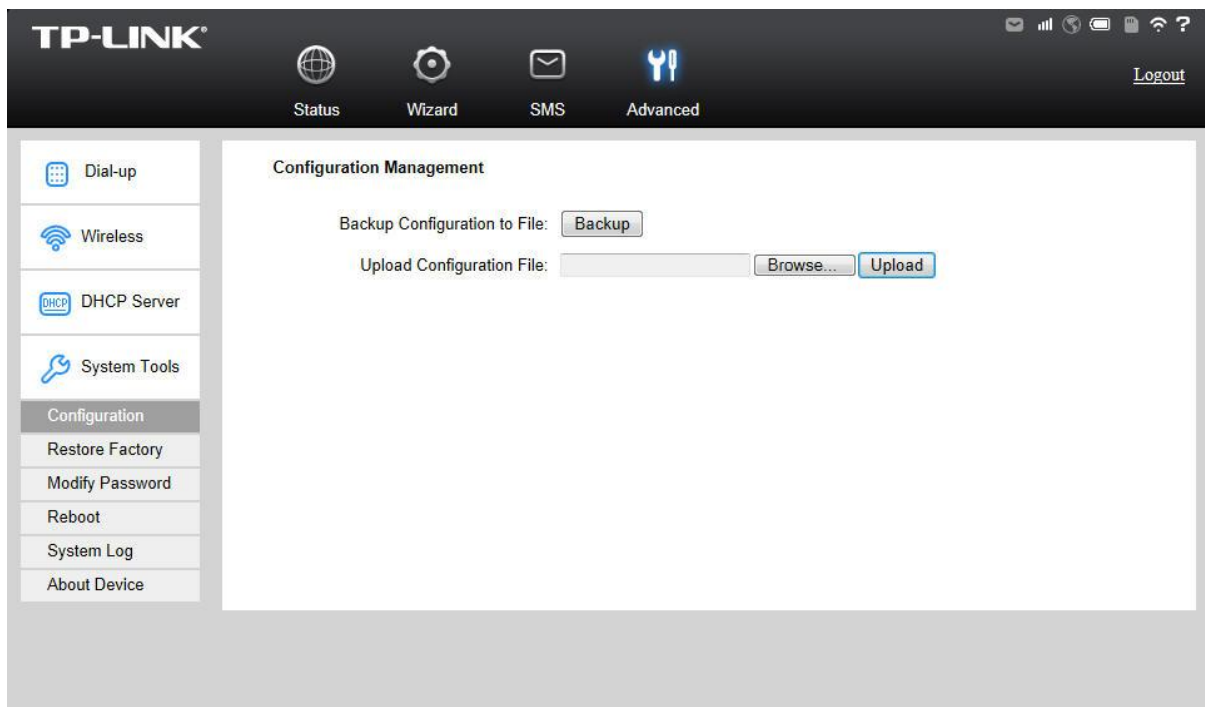 TP-LINK®
Status
Wizard
SMS
Advanced
?
Logout
Dial-up
Wireless
DHCP
DHCP Server
System Tools
Configuration
Restore Factory
Modify Password
Reboot
System Log
About Device
Configuration Management
Backup Configuration to File: Backup
Upload Configuration File: Browse... Upload